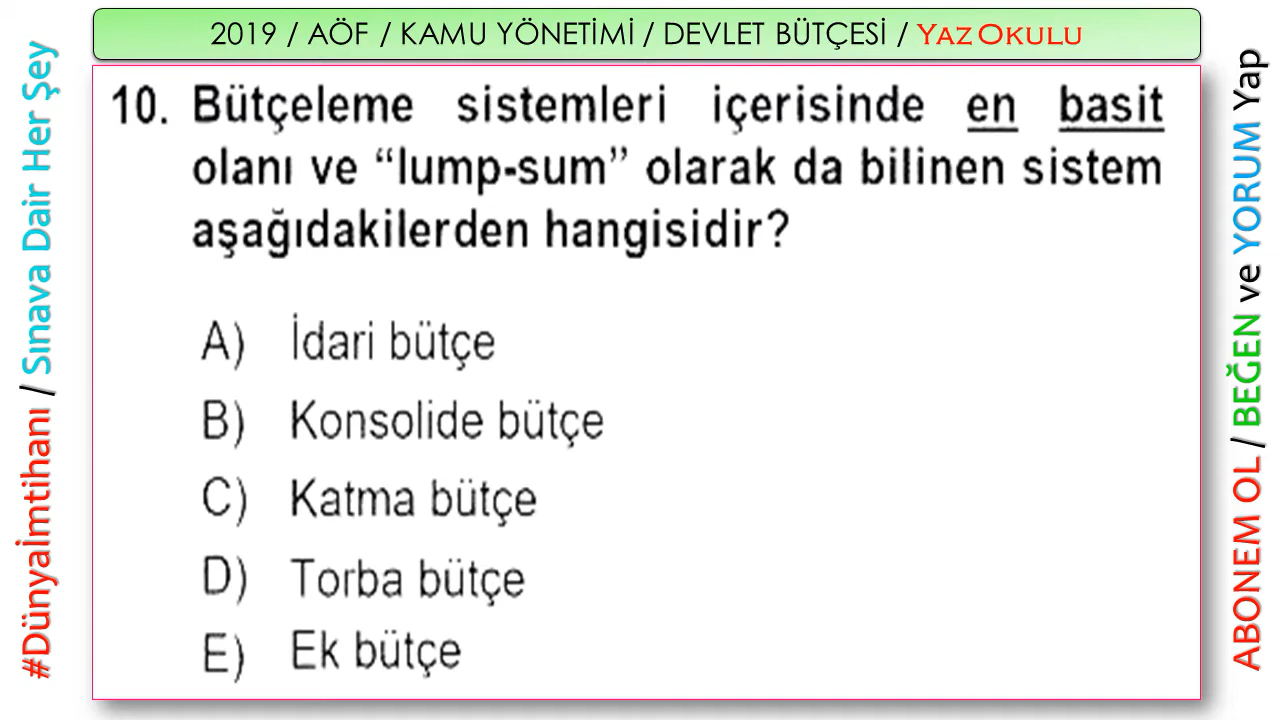 2019 / AÖF / KAMU YÖNETİMİ / DEVLET BÜTÇESİ / YAZ OKULU
#Dünyaİmtihanı / Sınava Dair Her Şey
10. Bütçeleme sistemleri içerisinde en basit
olanı ve “lump-sum” olarak da bilinen sistem
aşağıdakilerden hangisidir?
A) İdari bütçe
B) Konsolide bütçe
C) Katma bütçe
D) Torba bütçe
E) Ek bütçe
ABONEM OL / BEĞEN ve YORUM Yap